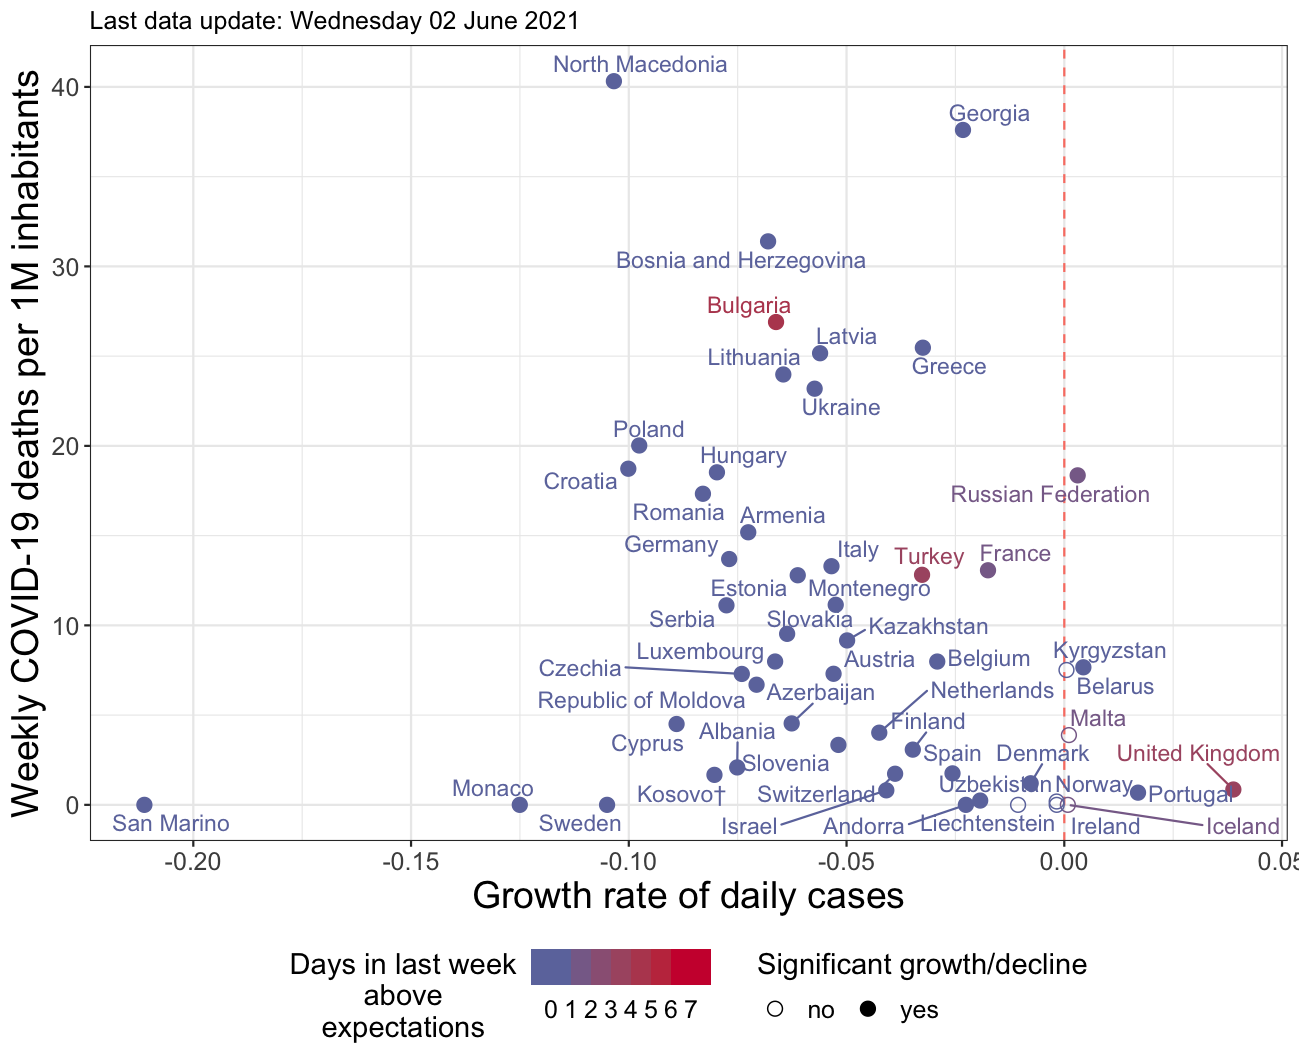 Last data update: Wednesday 02 June 2021
Weekly COVID-19 deaths per 1M inhabitants
40
30
20
10
0
North Macedonia
Georgia
Bosnia and Herzegovina
Bulgaria
Latvia
Lithuania
Greece
Ukraine
Poland
Hungary
Croatia
Russian Federation
Romania
Armenia
Germany
Italy
Turkey
France
Estonia
Montenegro
Serbia
Slovakia
Kazakhstan
Luxembourg
Kyrgyzstan
Czechia
Austria
Belgium
Belarus
Republic of Moldova
Azerbaijan
Netherlands
Malta
Finland
Albania
Cyprus
Slovenia
Spain
Denmark
United Kingdom
Monaco
Kosovo†
Switzerland
Uzbekistan
Norway
Portugal
San Marino
Sweden
Israel
Andorra
Liechtenstein
Ireland
Iceland
-0.20
-0.15
-0.10
-0.05
0.00
0.05
Growth rate of daily cases
Days in last week
above
expectations
0 1 2 3 4 5 6 7
Significant growth/decline
no
yes